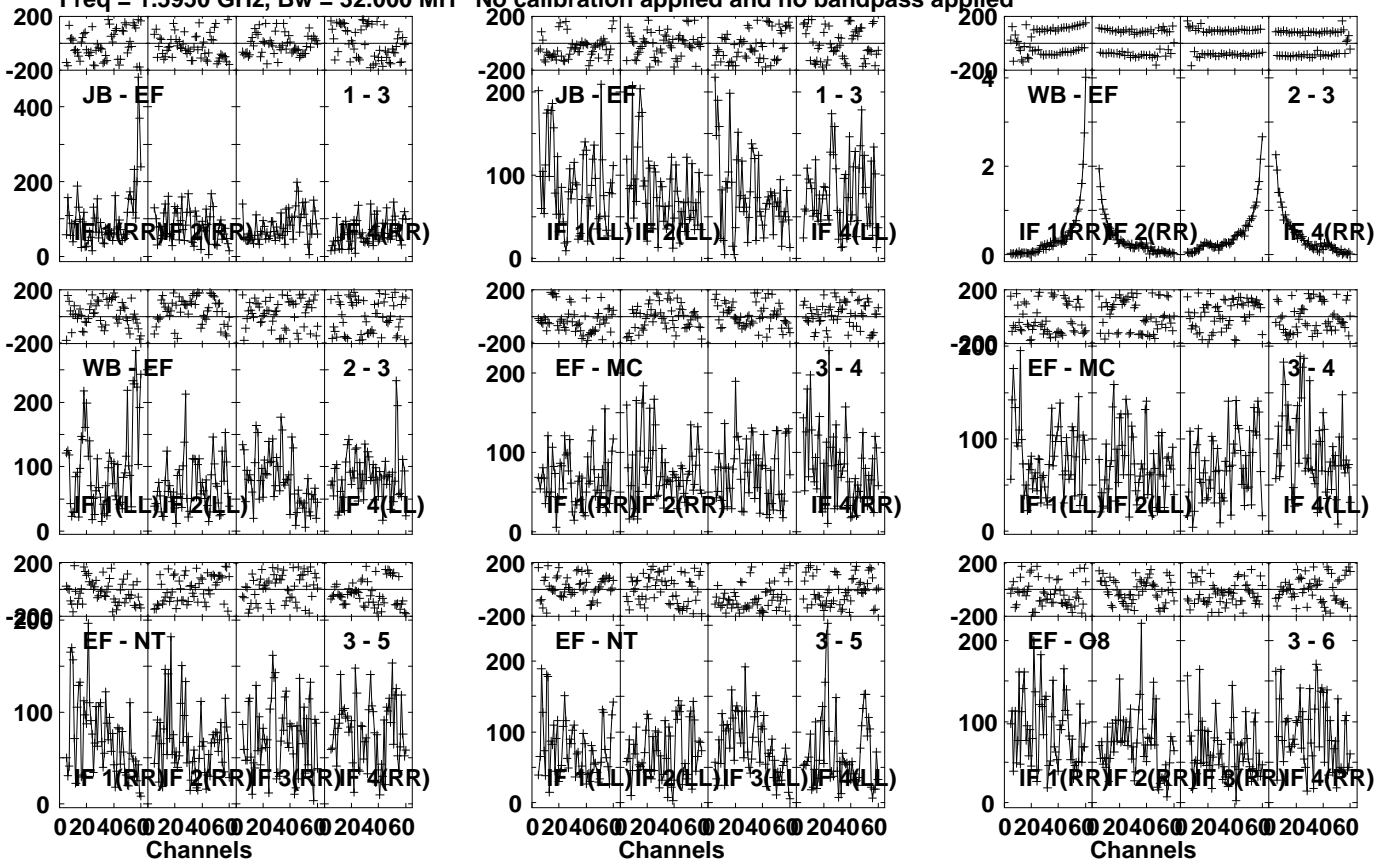 Freq = 1.5950 GHz, Bw = 32.000 MH No calibration applied and no bandpass applied
200
-200
JB - EF 1 - 3
400
200
0
IF 1(RR) IF 2(RR) IF 4(RR)
200
-200
JB - EF 1 - 3
200
100
0
IF 1(LL) IF 2(LL) IF 4(LL)
200
-200
4
WB - EF 2 - 3
2
0
IF 1(RR) IF 2(RR) IF 4(RR)
200
-200
WB - EF 2 - 3
200
100
0
IF 1(LL) IF 2(LL) IF 4(LL)
200
-200
EF - MC 3 - 4
200
100
0
IF 1(RR) IF 2(RR) IF 4(RR)
200
-200
200
EF - MC 3 - 4
100
0
IF 1(LL) IF 2(LL) IF 4(LL)
200
-200
200
EF - NT 3 - 5
100
0
IF 1(RR) IF 2(RR) IF 3(RR) IF 4(RR)
0 20 40 60 0 20 40 60 0 20 40 60 0 20 40 60
Channels
200
-200
EF - NT 3 - 5
200
100
0
IF 1(LL) IF 2(LL) IF 3(LL) IF 4(LL)
0 20 40 60 0 20 40 60 0 20 40 60 0 20 40 60
Channels
200
-200
EF - O8 3 - 6
200
100
0
IF 1(RR) IF 2(RR) IF 3(RR) IF 4(RR)
0 20 40 60 0 20 40 60 0 20 40 60 0 20 40 60
Channels